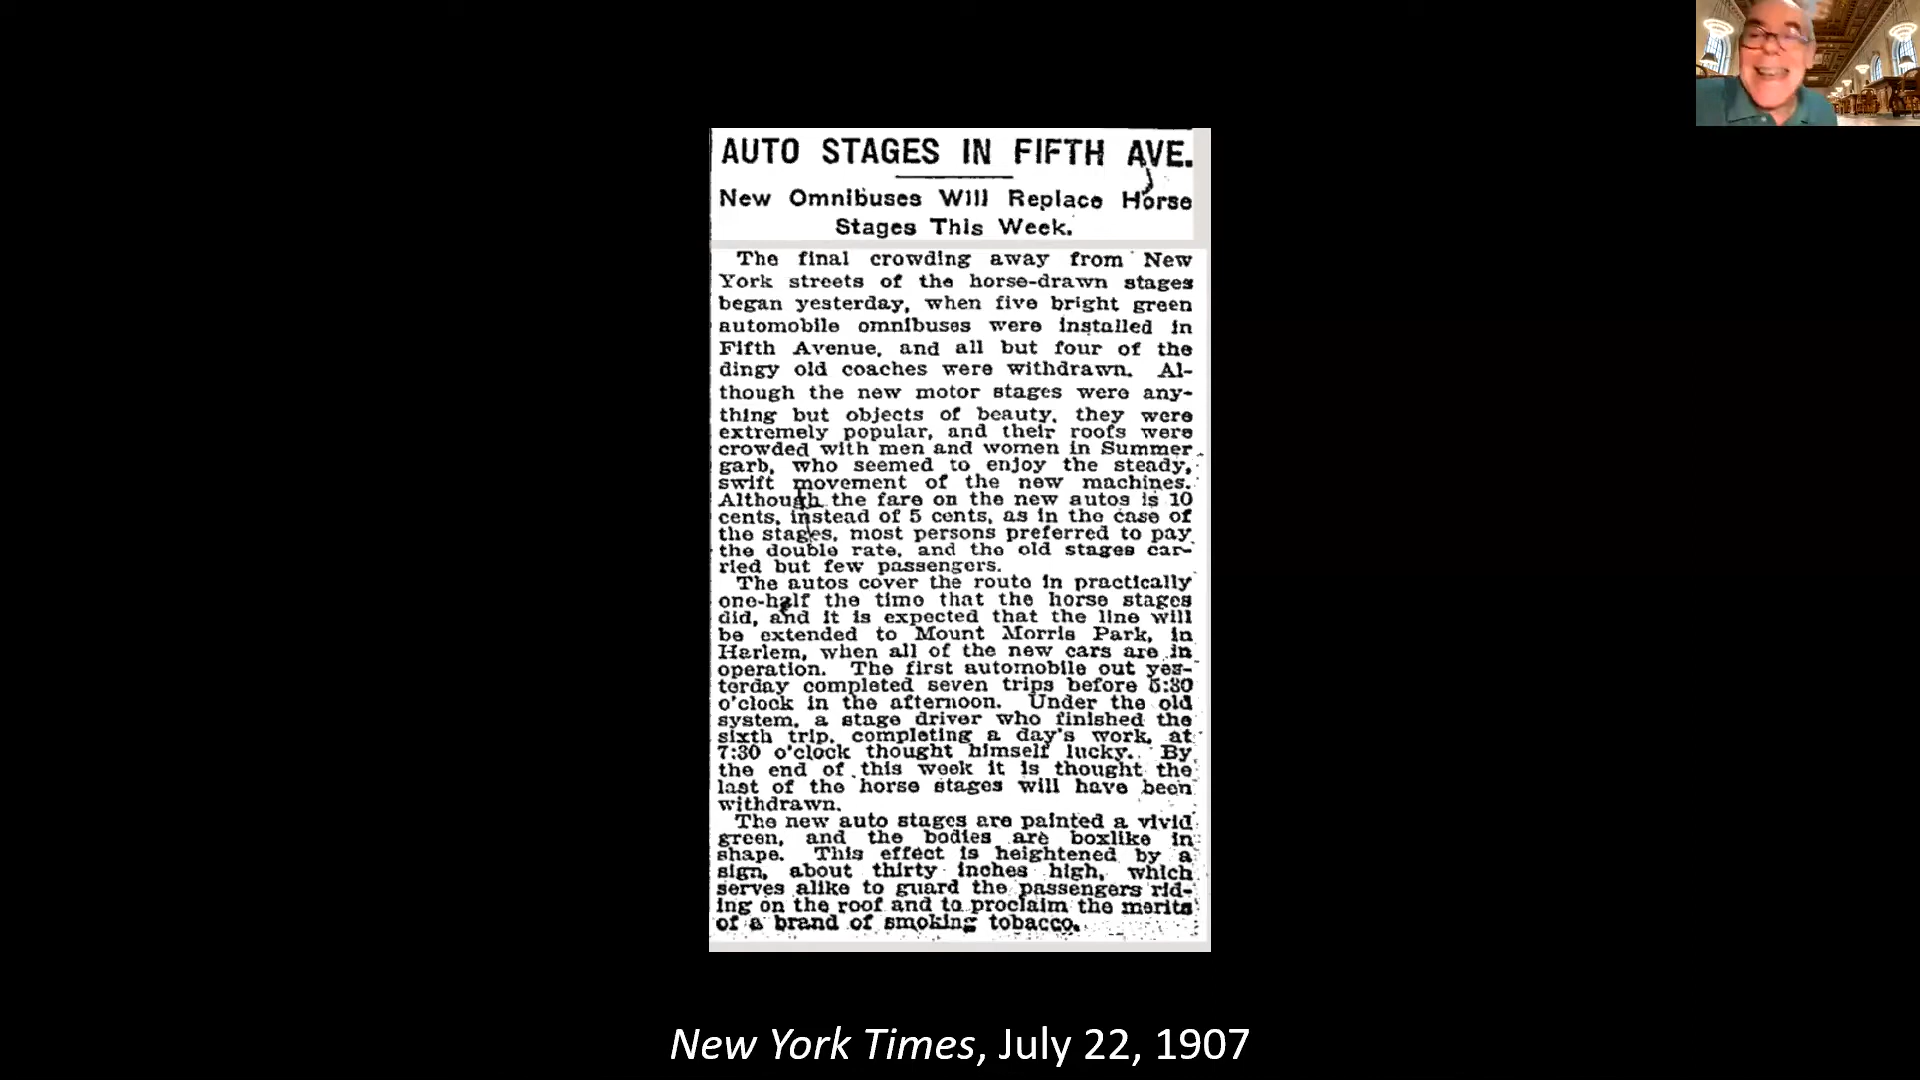 AUTO STAGES IN FIFTH AVE.
New Omnibuses Will Replace Horse
Stages This Week.
The final crowding away from New
York streets of the horse-drawn stages
began yesterday, when five bright green
automobile omnibuses were installed in
Fifth Avenue, and all but four of the
dingy old coaches were withdrawn. Al-
though the new motor stages were any-
thing but objects of beauty, they were
extremely popular, and their roofs were
crowded with men and women in Summer
garb, who seemed to enjoy the steady,
swift movement of the new machines.
Although the fare on the new autos is 10
cents, instead of 5 cents, as in the case of
the stages, most persons preferred to pay
the double rate, and the old stages car-
ried but few passengers.
The autos cover the route in practically
one-half the time that the horse stages
did, and it is expected that the line will
be extended to Mount Morris Park, in
Harlem, when all of the new cars are in
operation. The first automobile out yes-
terday completed seven trips before 5:30
o'clock in the afternoon. Under the old
system, a stage driver who finished the
sixth trip, completing a day's work, at
7:30 o'clock thought himself lucky. By
the end of this week it is thought the
last of the horse stages will have been
withdrawn.
The new auto stages are painted a vivid
green, and the bodies are boxlike in
shape. This effect is heightened by a
sign, about thirty inches high, which
serves alike to guard the passengers rid-
ing on the roof and to proclaim the merits
of a brand of smoking tobacco.
New York Times, July 22, 1907